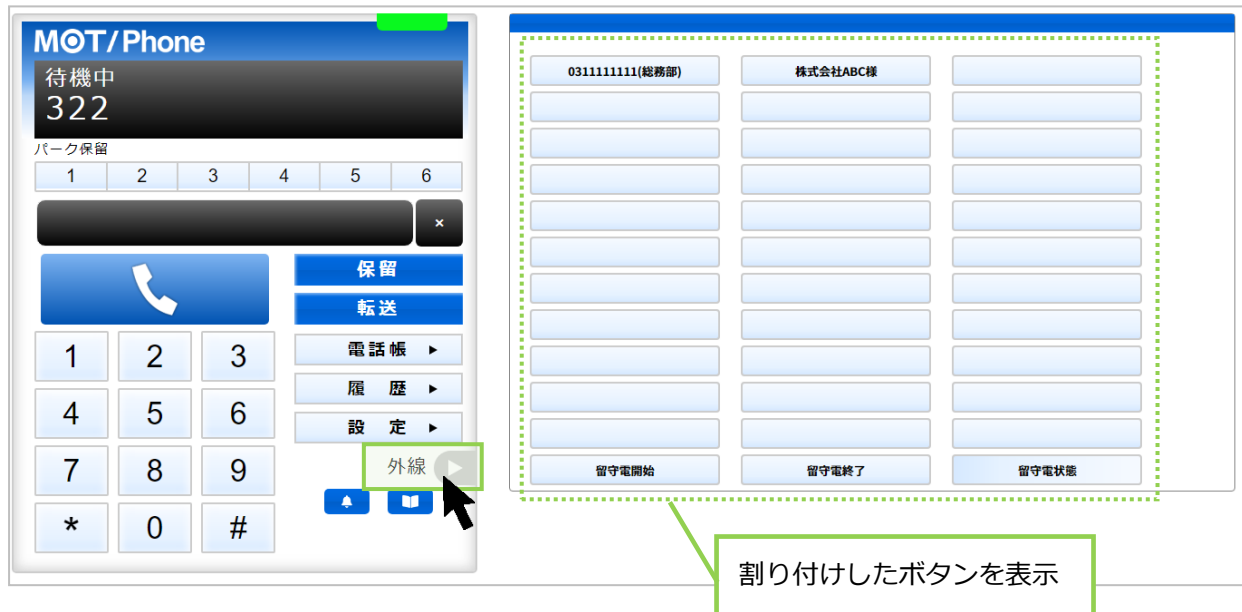 MOT/Phone
待機中
322
パーク保留
1 2 3 4 5 6
×
保留
転送
電話帳 ▶
履 歴 ▶
設 定 ▶
外線
1 2 3
4 5 6
7 8 9
* 0 #
0311111111(総務部) 株式会社ABC様
留守電開始 留守電終了 留守電状態
割り付けしたボタンを表示